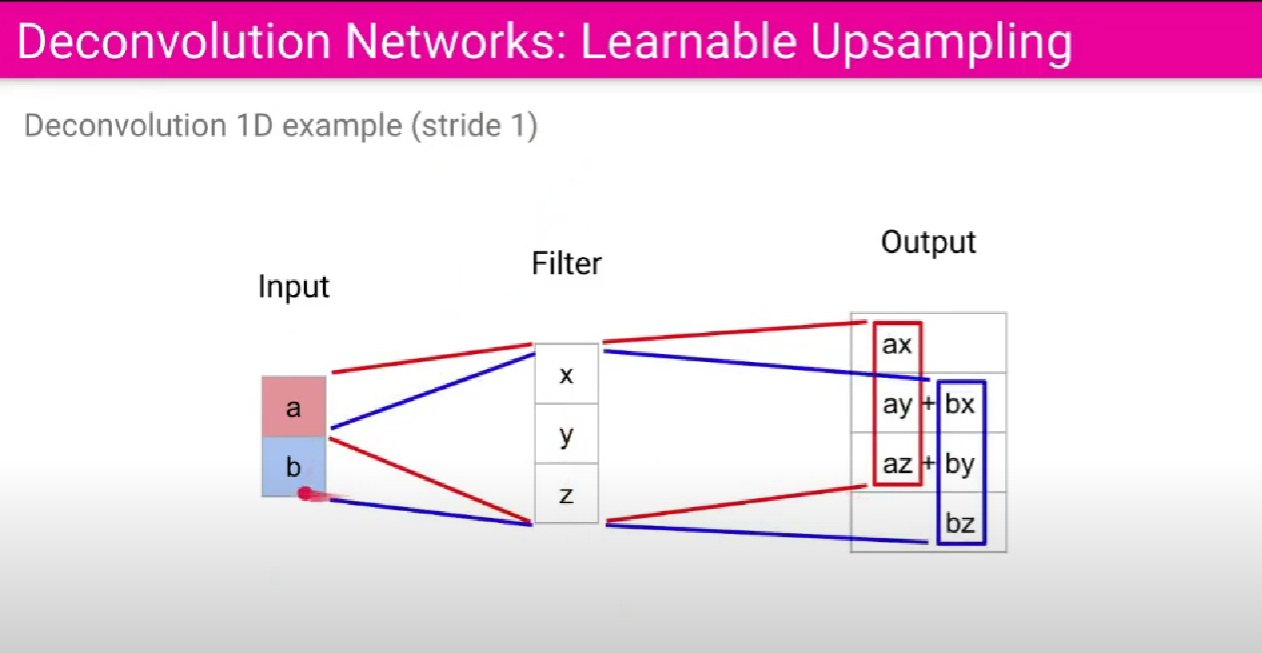 Deconvolution Networks: Learnable Upsampling
Deconvolution 1D example (stride 1)
Output
Filter
Input
ax
x
a
ay + bx
y
b
az + by
z
bz